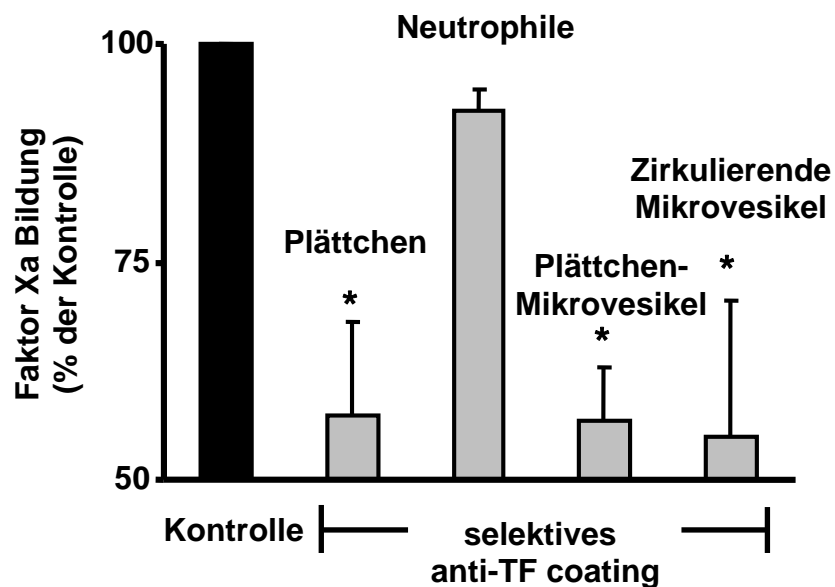 Faktor Xa Bildung
(% der Kontrolle)
100
75
50
Neutrophile
Zirkulierende
Mikrovesikel
Plättchen
*
Plättchen-
Mikrovesikel
*
*
Kontrolle
selektives
anti-TF coating